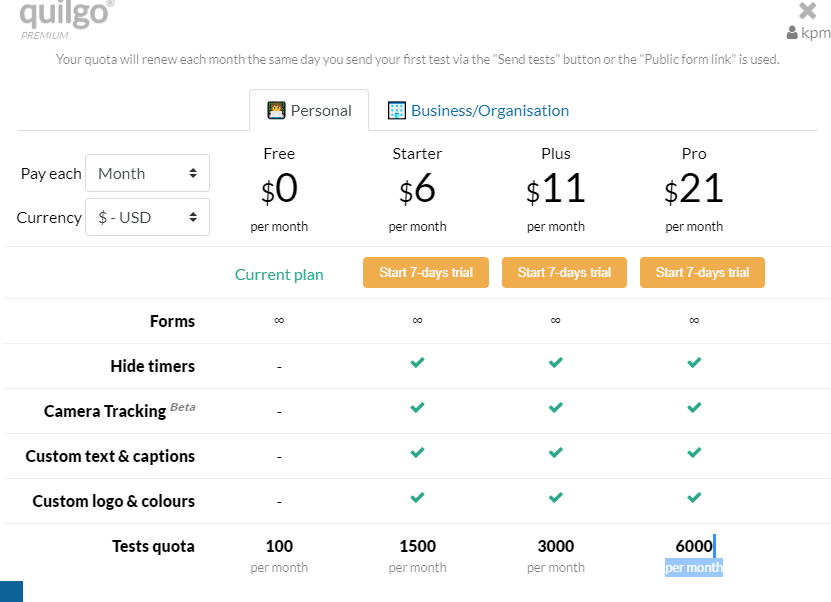 quilgo®
PREMIUM
kpm
Your quota will renew each month the same day you send your first test via the "Send tests" button or the "Public form link" is used.
Personal Business/Organisation
Free Starter Plus Pro
Pay each Month
$0 $6 $11 $21
Currency $ - USD
per month per month per month per month
Current plan Start 7-days trial Start 7-days trial Start 7-days trial
Forms ∞ ∞ ∞ ∞
Hide timers - ✔ ✔ ✔
Camera Tracking Beta - ✔ ✔ ✔
Custom text & captions - ✔ ✔ ✔
Custom logo & colours - ✔ ✔ ✔
Tests quota 100 1500 3000 6000
per month per month per month per month